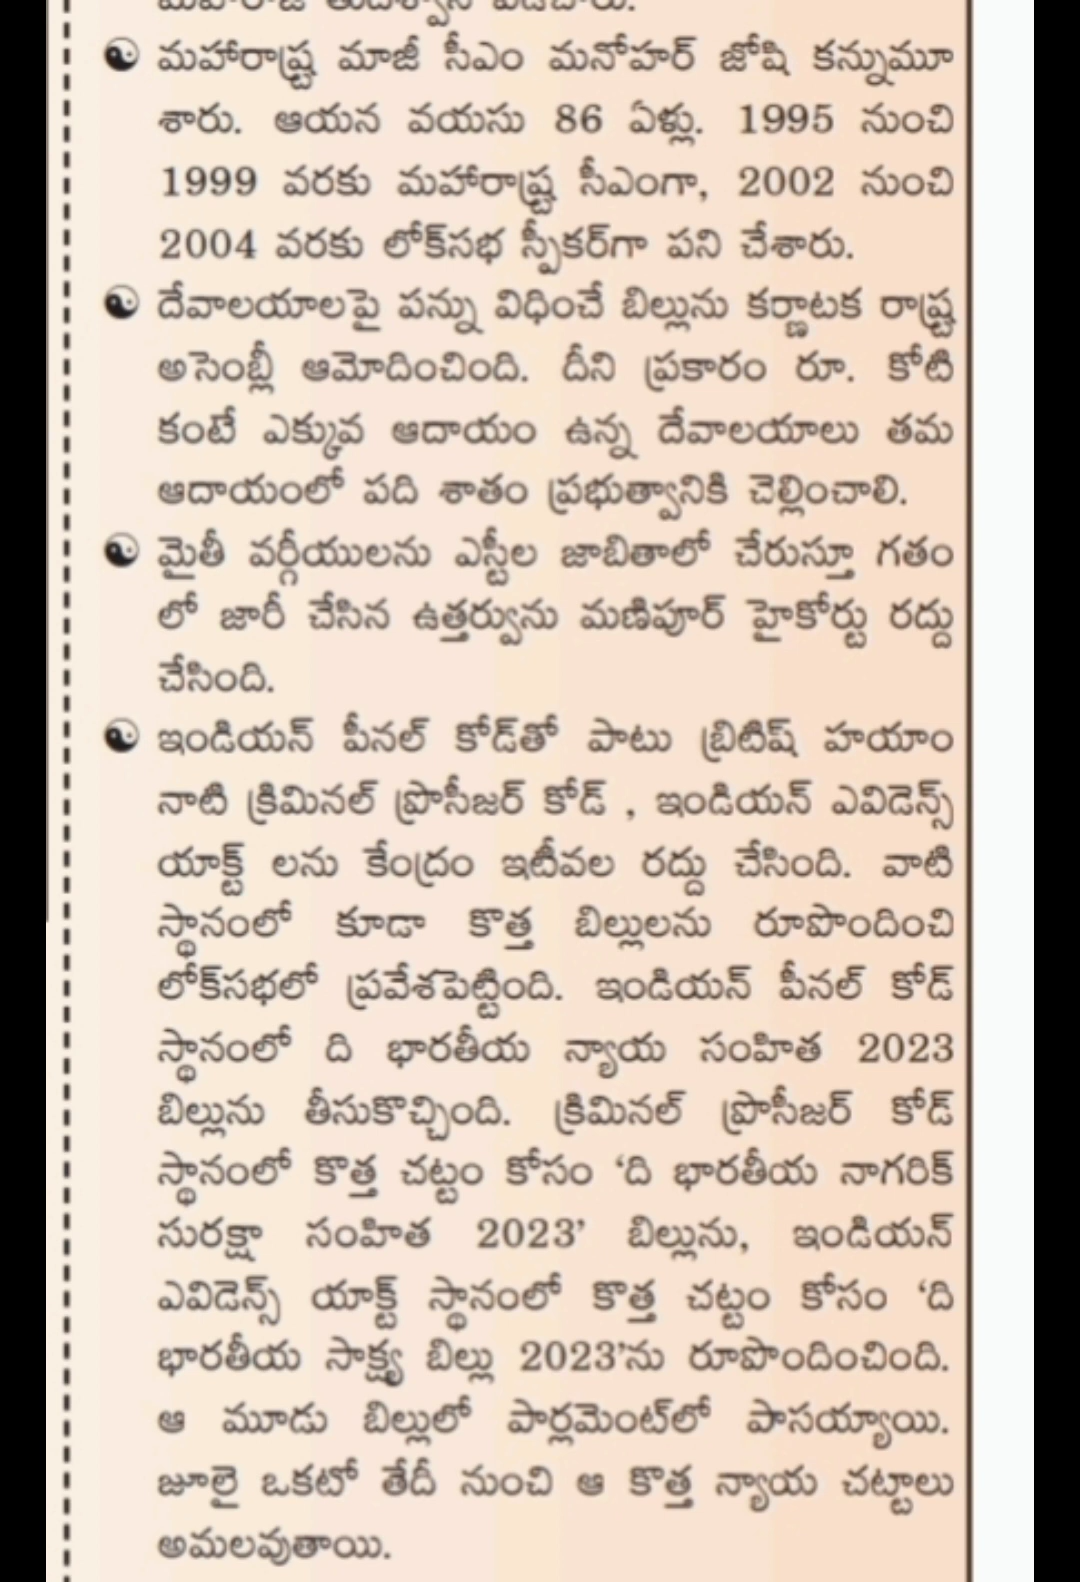 మహారాష్ట్ర మాజీ సీఎం మనోహర్ జోషి కన్నుమూ
శారు. ఆయన వయసు 86 ఏళ్లు. 1995 నుంచి
1999 వరకు మహారాష్ట్ర సీఎంగా, 2002 నుంచి
2004 వరకు లోక్‌సభ స్పీకర్‌గా పని చేశారు.
దేవాలయాలపై పన్ను విధించే బిల్లును కర్ణాటక రాష్ట్ర
అసెంబ్లీ ఆమోదించింది. దీని ప్రకారం రూ. కోటి
కంటే ఎక్కువ ఆదాయం ఉన్న దేవాలయాలు తమ
ఆదాయంలో పది శాతం ప్రభుత్వానికి చెల్లించాలి.
మైతీ వర్గీయులను ఎస్టీల జాబితాలో చేరుస్తూ గతం
లో జారీ చేసిన ఉత్తర్వును మణిపూర్ హైకోర్టు రద్దు
చేసింది.
ఇండియన్ పీనల్ కోడ్‌తో పాటు బ్రిటిష్ హయాం
నాటి క్రిమినల్ ప్రొసీజర్ కోడ్ , ఇండియన్ ఎవిడెన్స్
యాక్ట్ లను కేంద్రం ఇటీవల రద్దు చేసింది. వాటి
స్థానంలో కూడా కొత్త బిల్లులను రూపొందించి
లోక్‌సభలో ప్రవేశపెట్టింది. ఇండియన్ పీనల్ కోడ్
స్థానంలో ది భారతీయ న్యాయ సంహిత 2023
బిల్లును తీసుకొచ్చింది. క్రిమినల్ ప్రొసీజర్ కోడ్
స్థానంలో కొత్త చట్టం కోసం ‘ది భారతీయ నాగరిక్
సురక్షా సంహిత 2023’ బిల్లును, ఇండియన్
ఎవిడెన్స్ యాక్ట్ స్థానంలో కొత్త చట్టం కోసం ‘ది
భారతీయ సాక్ష్య బిల్లు 2023’ను రూపొందించింది.
ఆ మూడు బిల్లులో పార్లమెంట్‌లో పాసయ్యాయి.
జూలై ఒకటో తేదీ నుంచి ఆ కొత్త న్యాయ చట్టాలు
అమలవుతాయి.